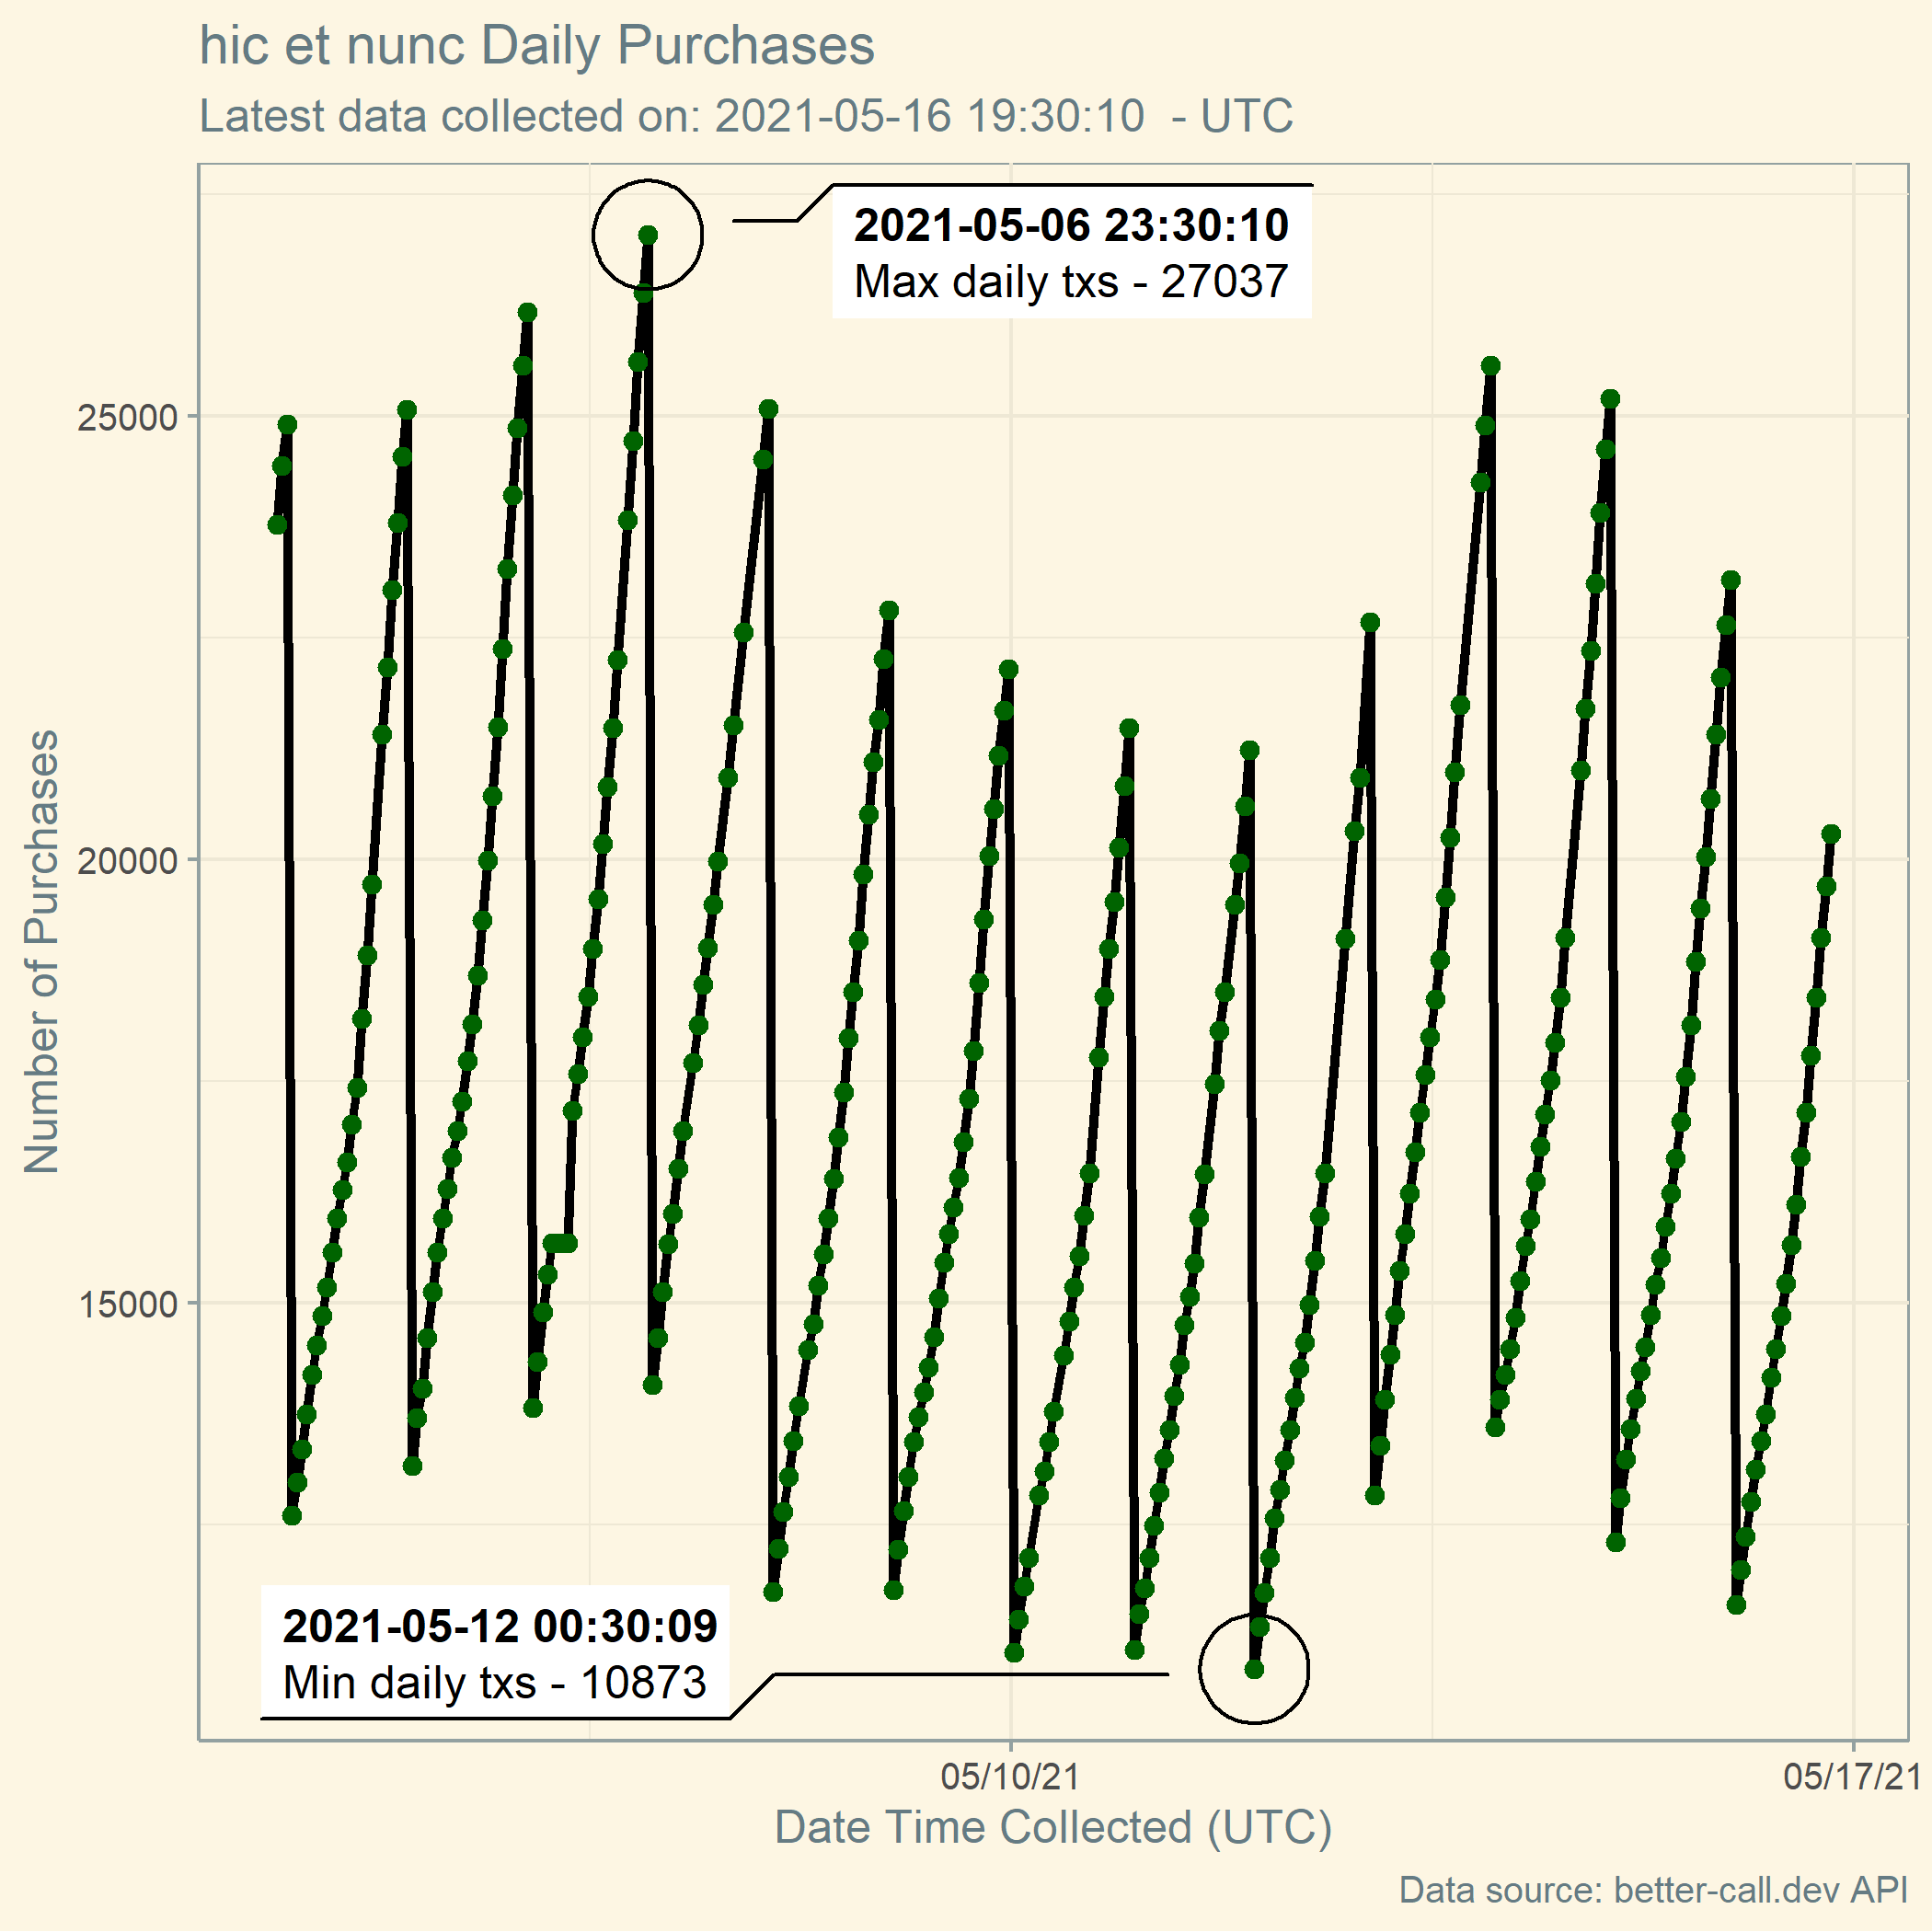 hic et nunc Daily Purchases
Latest data collected on: 2021-05-16 19:30:10  - UTC
2021-05-06 23:30:10
Max daily txs - 27037
25000
20000
15000
Number of Purchases
2021-05-12 00:30:09
Min daily txs - 10873
05/10/21
05/17/21
Date Time Collected (UTC)
Data source: better-call.dev API